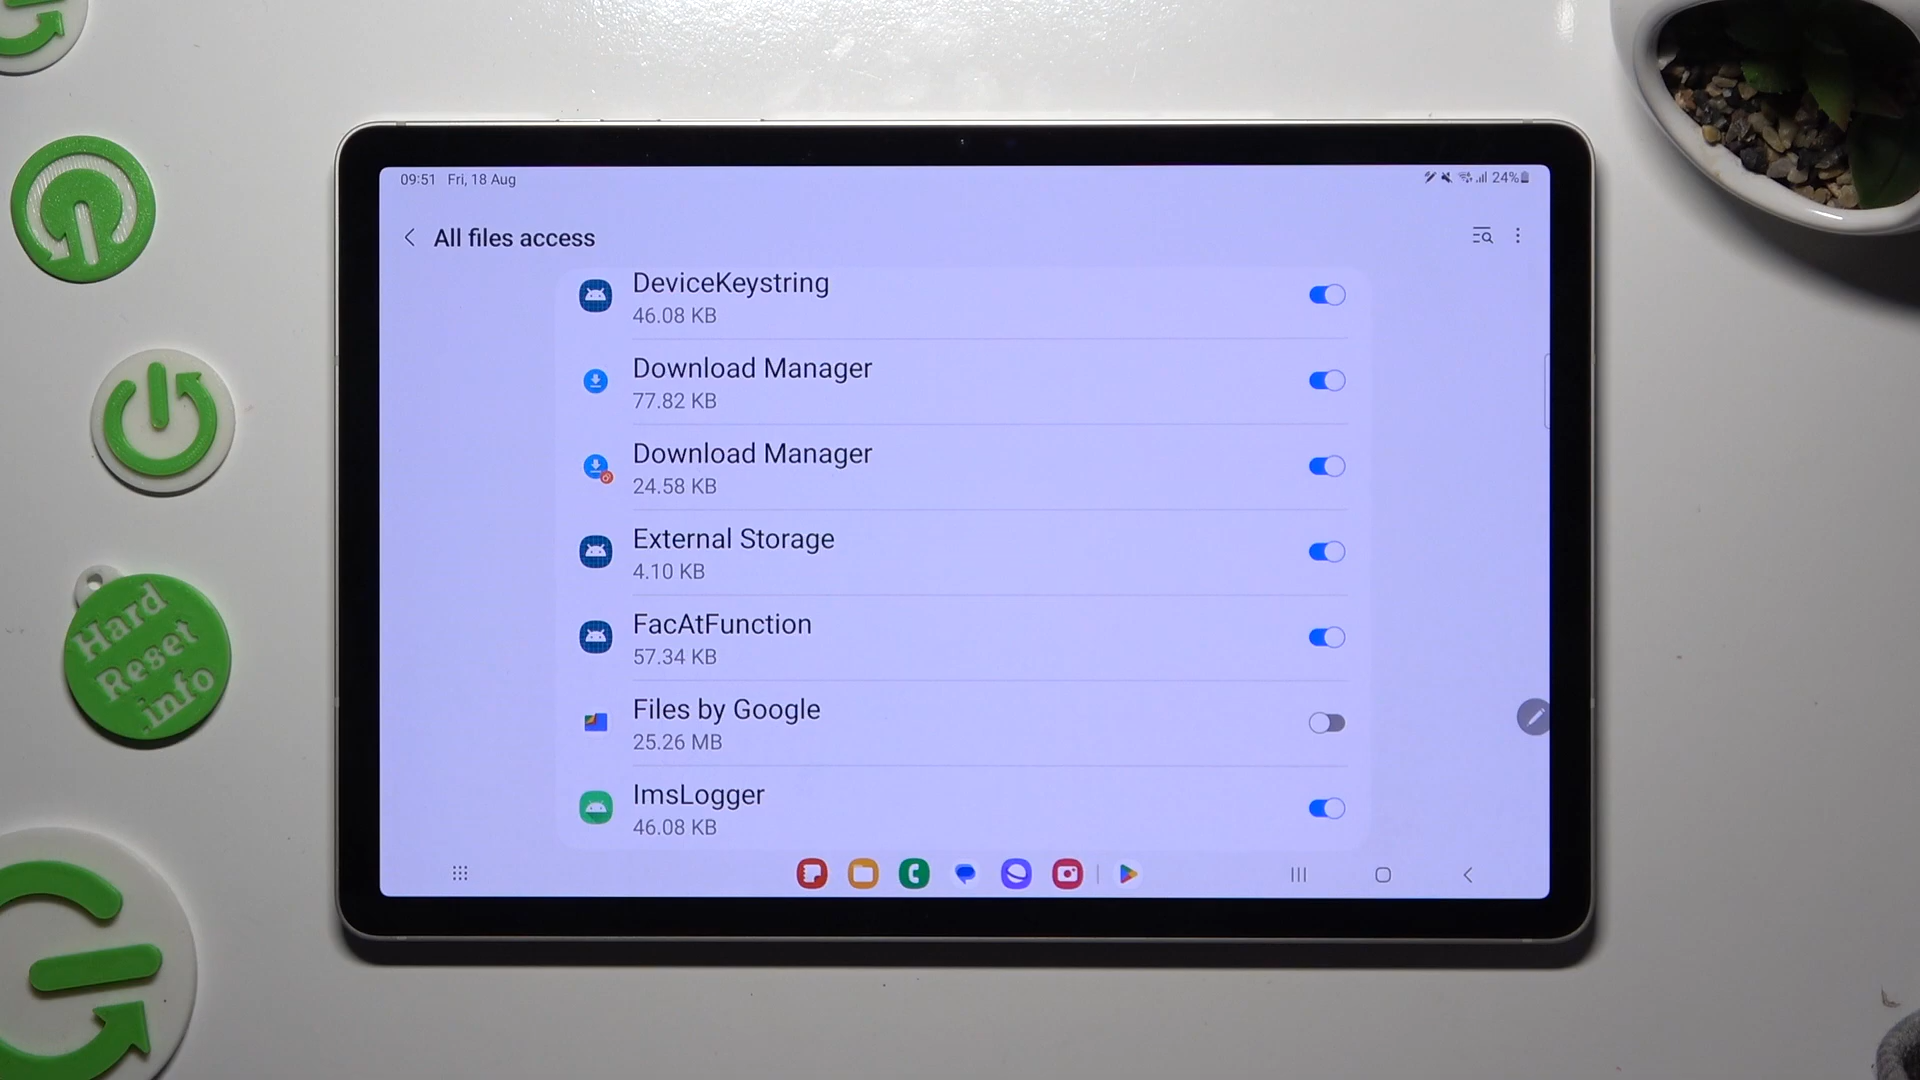 09:51 Fri, 18 Aug
24%
All files access
DeviceKeystring
46.08 KB
Download Manager
77.82 KB
Download Manager
24.58 KB
External Storage
4.10 KB
FacAtFunction
57.34 KB
Files by Google
25.26 MB
ImsLogger
46.08 KB
Hard
Reset
.info